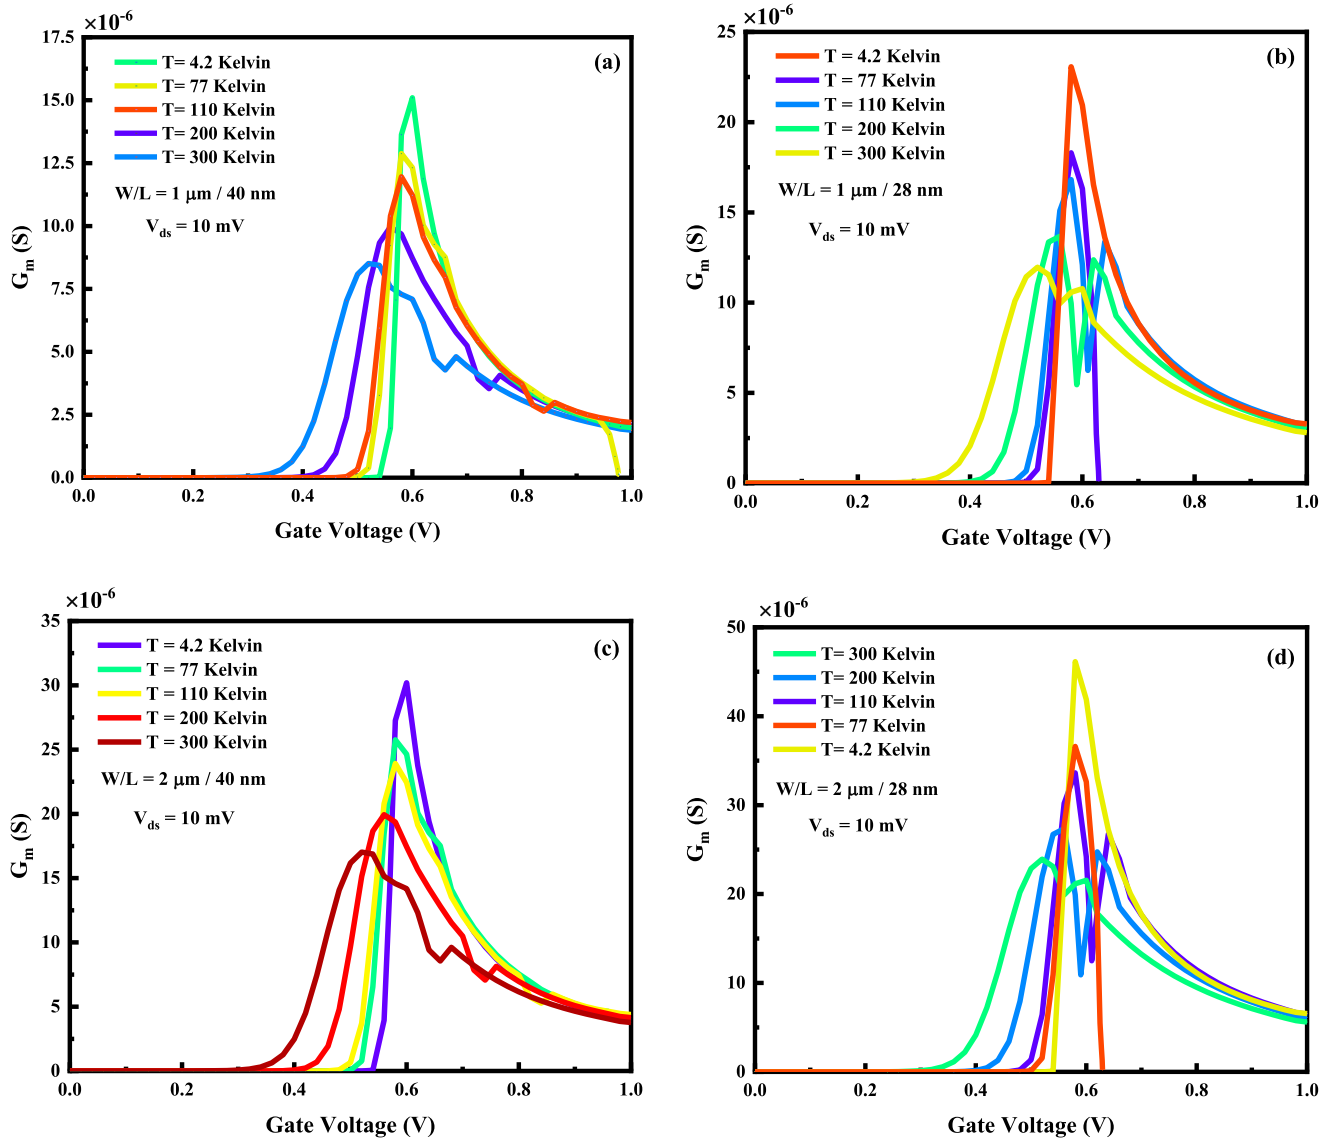 ×10⁻⁶
17.5
15.0
12.5
10.0
7.5
5.0
2.5
0.0
Gₘ (S)
T= 4.2 Kelvin
T= 77 Kelvin
T= 110 Kelvin
T= 200 Kelvin
T= 300 Kelvin
W/L = 1 μm / 40 nm
V_ds = 10 mV
(a)
0.0 0.2 0.4 0.6 0.8 1.0
Gate Voltage (V)
×10⁻⁶
25
20
15
10
5
0
Gₘ (S)
T = 4.2 Kelvin
T = 77 Kelvin
T = 110 Kelvin
T = 200 Kelvin
T = 300 Kelvin
W/L = 1 μm / 28 nm
V_ds = 10 mV
(b)
0.0 0.2 0.4 0.6 0.8 1.0
Gate Voltage (V)
×10⁻⁶
35
30
25
20
15
10
5
0
Gₘ (S)
T = 4.2 Kelvin
T = 77 Kelvin
T = 110 Kelvin
T = 200 Kelvin
T = 300 Kelvin
W/L = 2 μm / 40 nm
V_ds = 10 mV
(c)
0.0 0.2 0.4 0.6 0.8 1.0
Gate Voltage (V)
×10⁻⁶
50
40
30
20
10
0
Gₘ (S)
T= 300 Kelvin
T= 200 Kelvin
T= 110 Kelvin
T= 77 Kelvin
T= 4.2 Kelvin
W/L = 2 μm / 28 nm
V_ds = 10 mV
(d)
0.0 0.2 0.4 0.6 0.8 1.0
Gate Voltage (V)